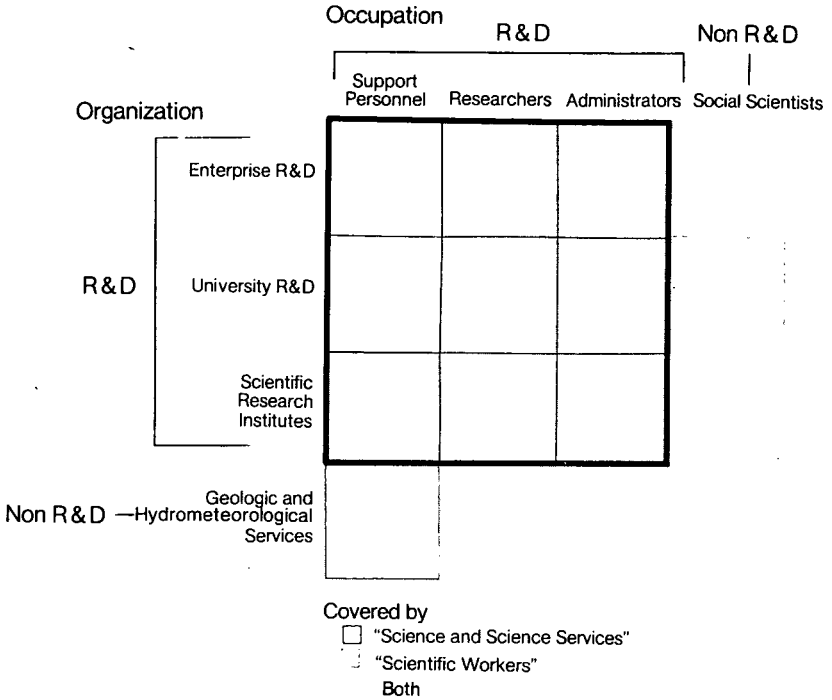 Occupation
R&D
Non R&D
Support
Personnel
Researchers
Administrators
Social Scientists
Organization
Enterprise R&D
R&D
University R&D
Scientific
Research
Institutes
Non R&D
Geologic and
Hydrometeorological
Services
Covered by
"Science and Science Services"
"Scientific Workers"
Both